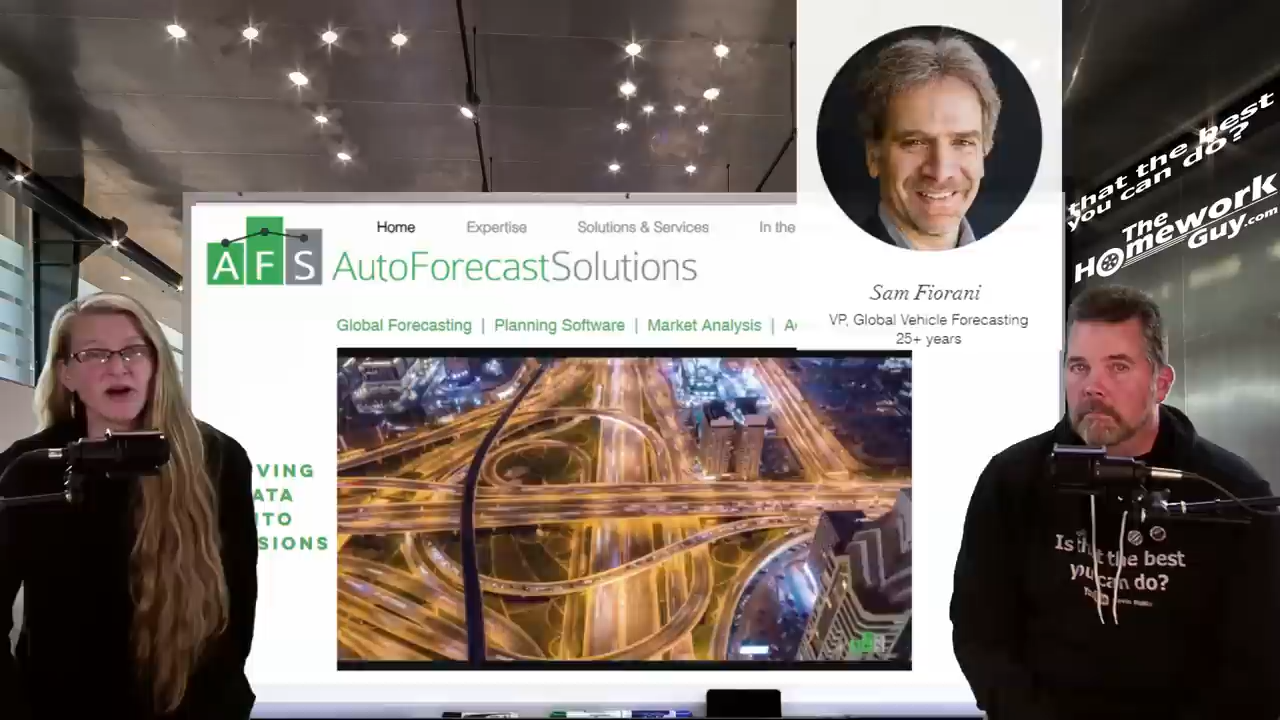 that the best
you can do?
The
Homework
Guy.com
AFS
AutoForecastSolutions
Home
Expertise
Solutions & Services
In the
Global Forecasting | Planning Software | Market Analysis |
Sam Fiorani
VP, Global Vehicle Forecasting
25+ years
VING
ATA
TO
SIONS
Is that the best
you can do?